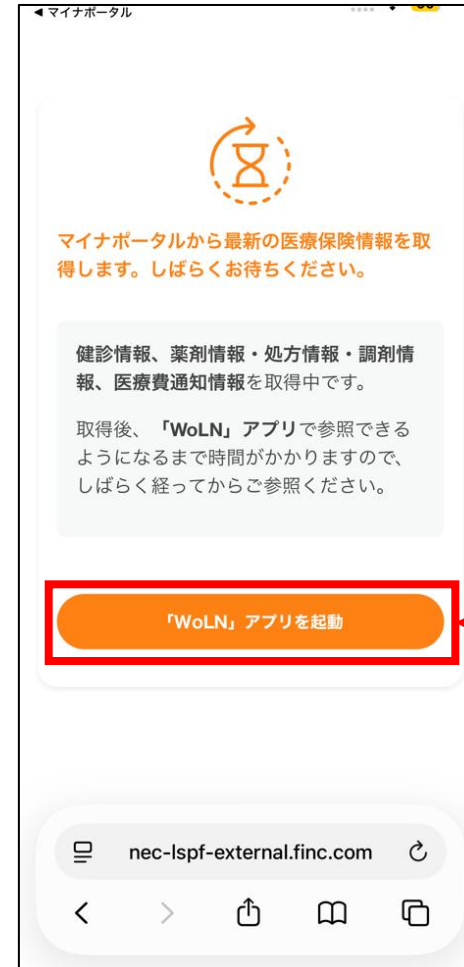 ◀ マイナポータル
マイナポータルから最新の医療保険情報を取
得します。しばらくお待ちください。
健診情報、薬剤情報・処方情報・調剤情
報、医療費通知情報を取得中です。
取得後、「WoLN」アプリで参照できる
ようになるまで時間がかかりますので、
しばらく経ってからご参照ください。
「WoLN」アプリを起動
nec-lspf-external.finc.com